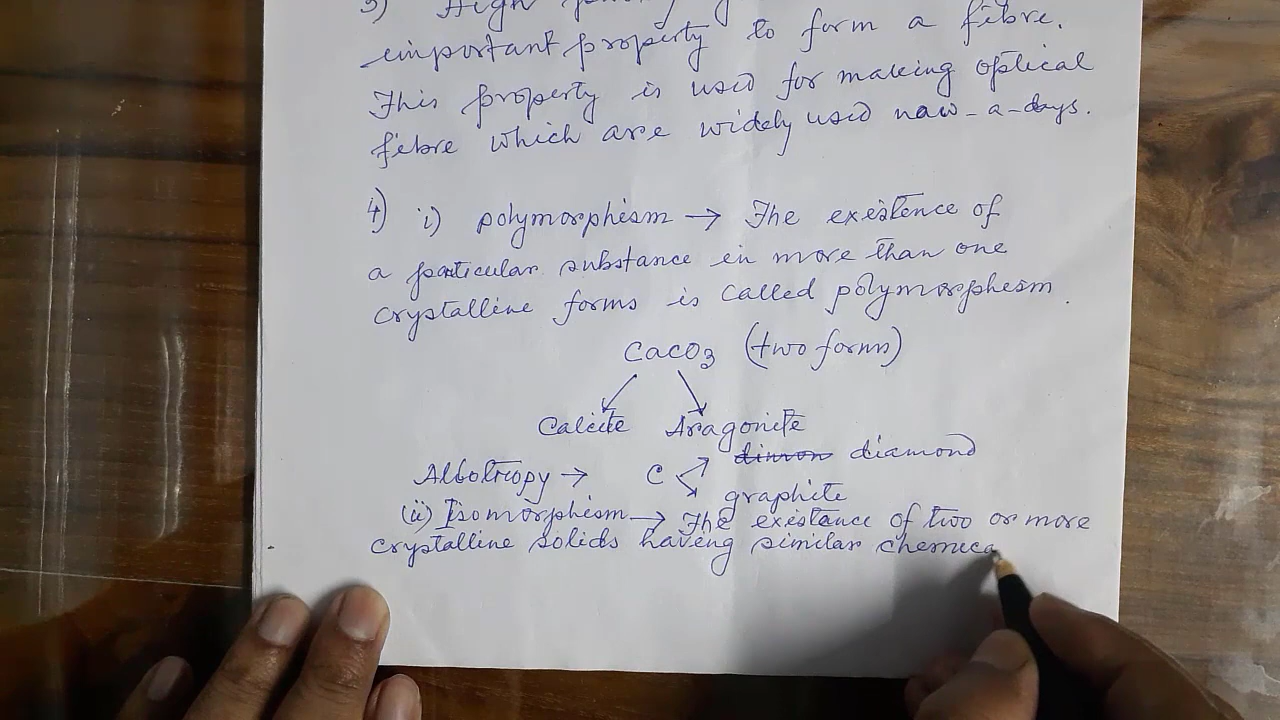 3) High
important property to form a fibre.
This property is used for making optical
fibre which are widely used now-a-days.
4) i) polymorphism → The existence of
a particular substance in more than one
crystalline forms is called polymorphism.
CaCO3 (two forms)
Calcite Aragonite
diamond
Allotropy → C
graphite
(ii) Isomorphism → The existance of two or more
crystalline solids having similar chemica